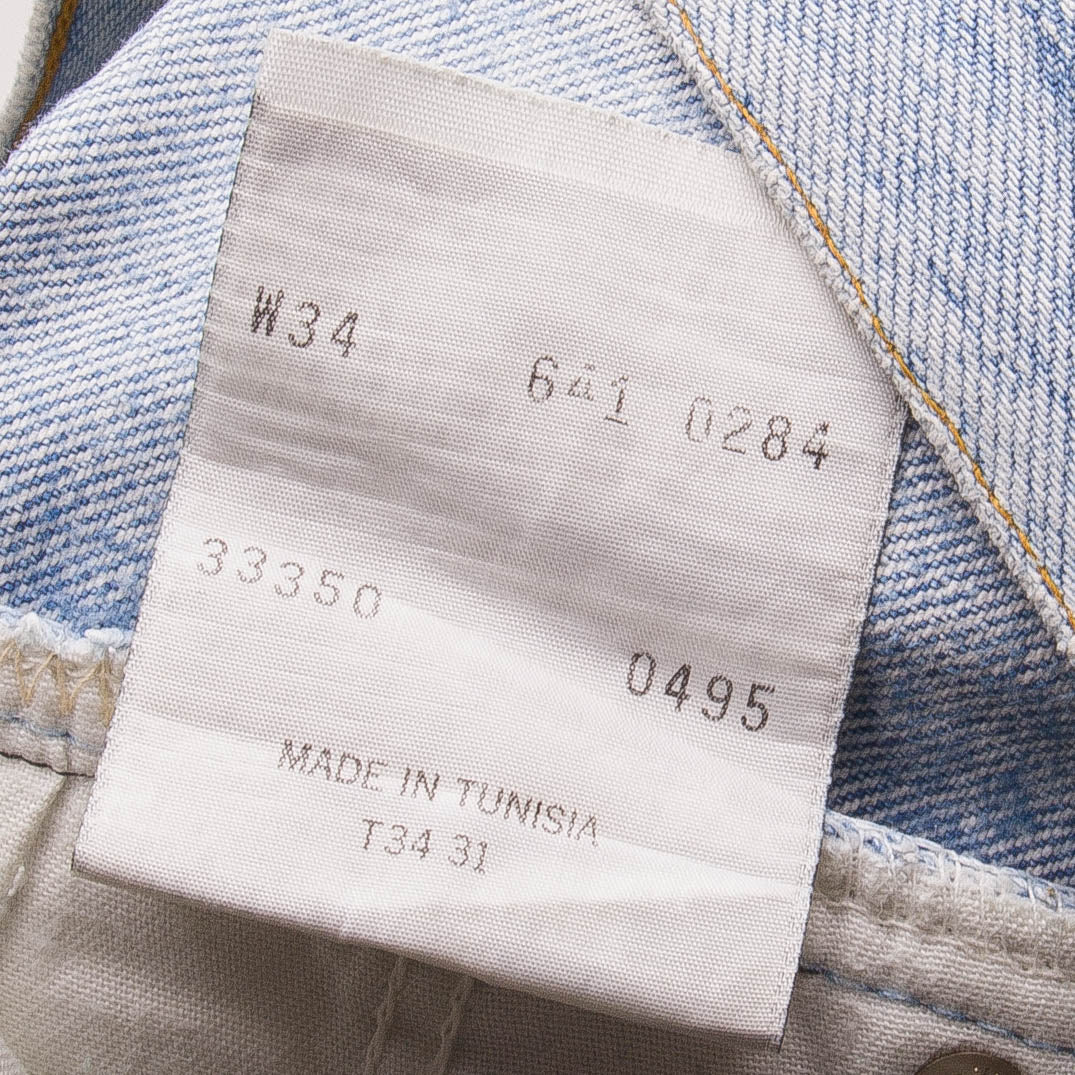 W34
641 0284
33350
0495
MADE IN TUNISIA
T34 31